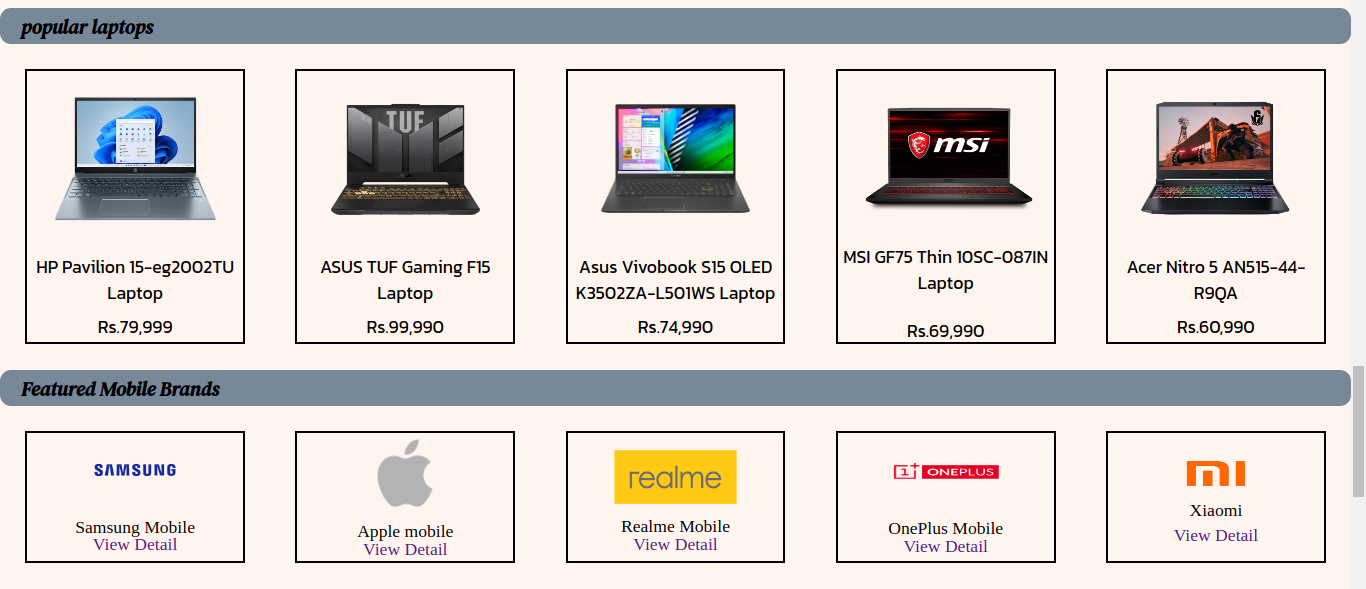 popular laptops
TUF
msi
HP Pavilion 15-eg2002TU
Laptop
Rs.79,999
ASUS TUF Gaming F15
Laptop
Rs.99,990
Asus Vivobook S15 OLED
K3502ZA-L501WS Laptop
Rs.74,990
MSI GF75 Thin 10SC-087IN
Laptop
Rs.69,990
Acer Nitro 5 AN515-44-
R9QA
Rs.60,990
Featured Mobile Brands
SAMSUNG
Samsung Mobile
View Detail
Apple mobile
View Detail
realme
Realme Mobile
View Detail
1+ ONEPLUS
OnePlus Mobile
View Detail
mi
Xiaomi
View Detail